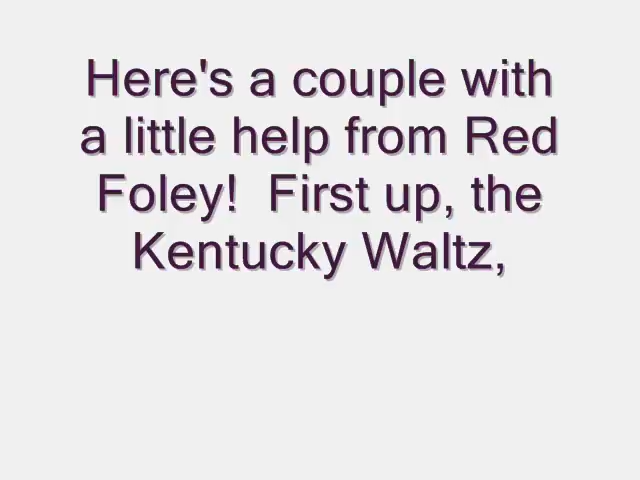 Here's a couple with
a little help from Red
Foley!  First up, the
Kentucky Waltz,